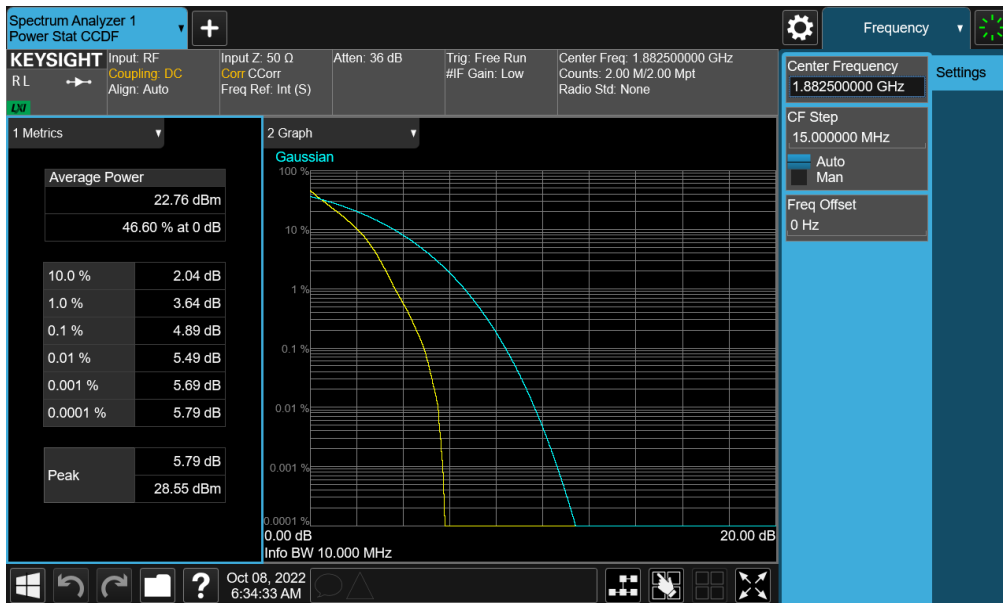 Spectrum Analyzer 1
Power Stat CCDF
Frequency
KEYSIGHT
RL
LXI
Input: RF
Coupling: DC
Align: Auto
Input Z: 50 Ω
Corr CCorr
Freq Ref: Int (S)
Atten: 36 dB
Trig: Free Run
#IF Gain: Low
Center Freq: 1.882500000 GHz
Counts: 2.00 M/2.00 Mpt
Radio Std: None
Center Frequency
1.882500000 GHz
Settings
CF Step
15.000000 MHz
Auto
Man
Freq Offset
0 Hz
1 Metrics
Average Power
22.76 dBm
46.60 % at 0 dB
10.0 % 2.04 dB
1.0 % 3.64 dB
0.1 % 4.89 dB
0.01 % 5.49 dB
0.001 % 5.69 dB
0.0001 % 5.79 dB
Peak
5.79 dB
28.55 dBm
2 Graph
Gaussian
100 %
10 %
1 %
0.1 %
0.01 %
0.001 %
0.0001 %
0.00 dB 20.00 dB
Info BW 10.000 MHz
?
Oct 08, 2022
6:34:33 AM